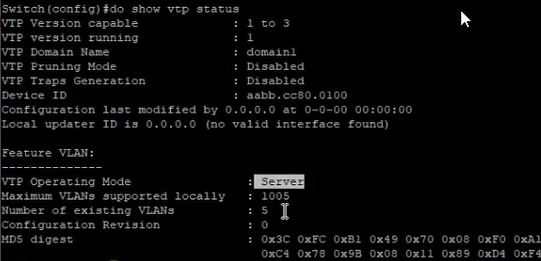 Switch(config)#do show vtp status
VTP Version capable : 1 to 3
VTP version running : 1
VTP Domain Name : domain1
VTP Pruning Mode : Disabled
VTP Traps Generation : Disabled
Device ID : aabb.cc80.0100
Configuration last modified by 0.0.0.0 at 0-0-00 00:00:00
Local updater ID is 0.0.0.0 (no valid interface found)
Feature VLAN:
--------------
VTP Operating Mode : Server
Maximum VLANs supported locally : 1005
Number of existing VLANs : 5
Configuration Revision : 0
MD5 digest : 0x3C 0xFC 0xB1 0x49 0x70 0x08 0xF0 0xA1
0xC4 0x78 0x9B 0x08 0x11 0x89 0xD4 0xF4